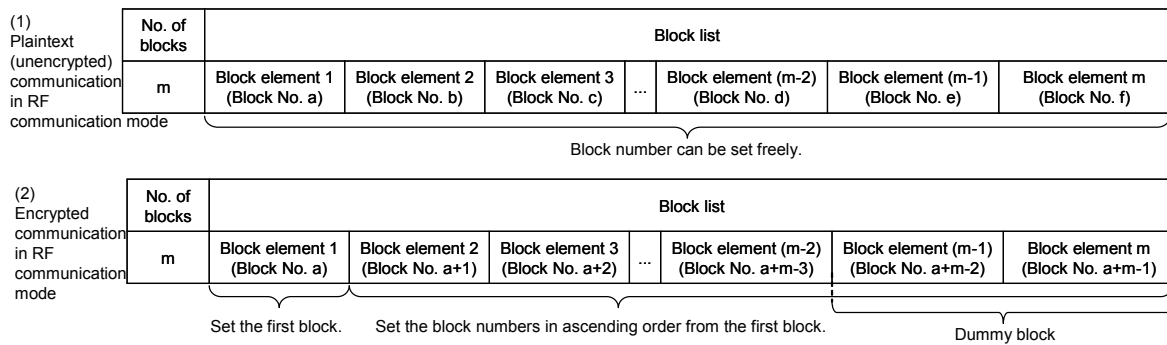 (1)
Plaintext
(unencrypted)
communication
in RF
communication mode
No. of
blocks
Block list
m
Block element 1
(Block No. a)
Block element 2
(Block No. b)
Block element 3
(Block No. c)
...
Block element (m-2)
(Block No. d)
Block element (m-1)
(Block No. e)
Block element m
(Block No. f)
Block number can be set freely.
(2)
Encrypted
communication
in RF
communication
mode
No. of
blocks
Block list
m
Block element 1
(Block No. a)
Block element 2
(Block No. a+1)
Block element 3
(Block No. a+2)
...
Block element (m-2)
(Block No. a+m-3)
Block element (m-1)
(Block No. a+m-2)
Block element m
(Block No. a+m-1)
Set the first block.
Set the block numbers in ascending order from the first block.
Dummy block